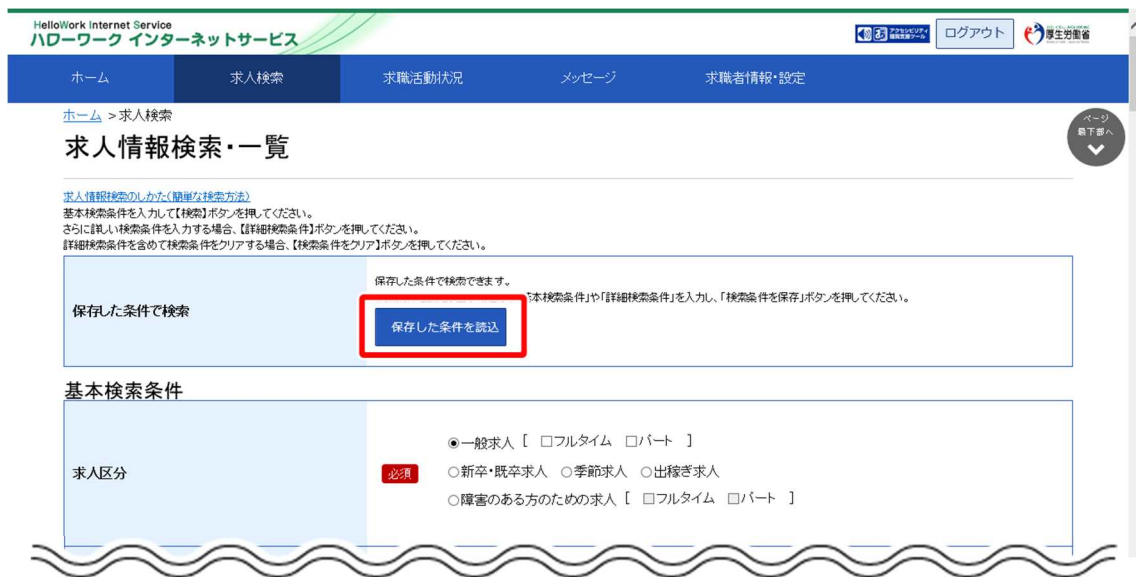 HelloWork Internet Service
ハローワーク インターネットサービス
アクセシビリティ
閲覧支援ツール
ログアウト
厚生労働省
ホーム
求人検索
求職活動状況
メッセージ
求職者情報・設定
ホーム >求人検索
ページ
最下部へ
求人情報検索・一覧
求人情報検索のしかた(簡単な検索方法)
基本検索条件を入力して【検索】ボタンを押してください。
さらに詳しい検索条件を入力する場合、【詳細検索条件】ボタンを押してください。
詳細検索条件を含めて検索条件をクリアする場合、【検索条件をクリア】ボタンを押してください。
保存した条件で検索
保存した条件で検索できます。
基本検索条件」や「詳細検索条件」を入力し、「検索条件を保存」ボタンを押してください。
保存した条件を読込
基本検索条件
求人区分
必須
◉一般求人 [ □フルタイム □パート ]
○新卒・既卒求人 ○季節求人 ○出稼ぎ求人
○障害のある方のための求人 [ □フルタイム □パート ]